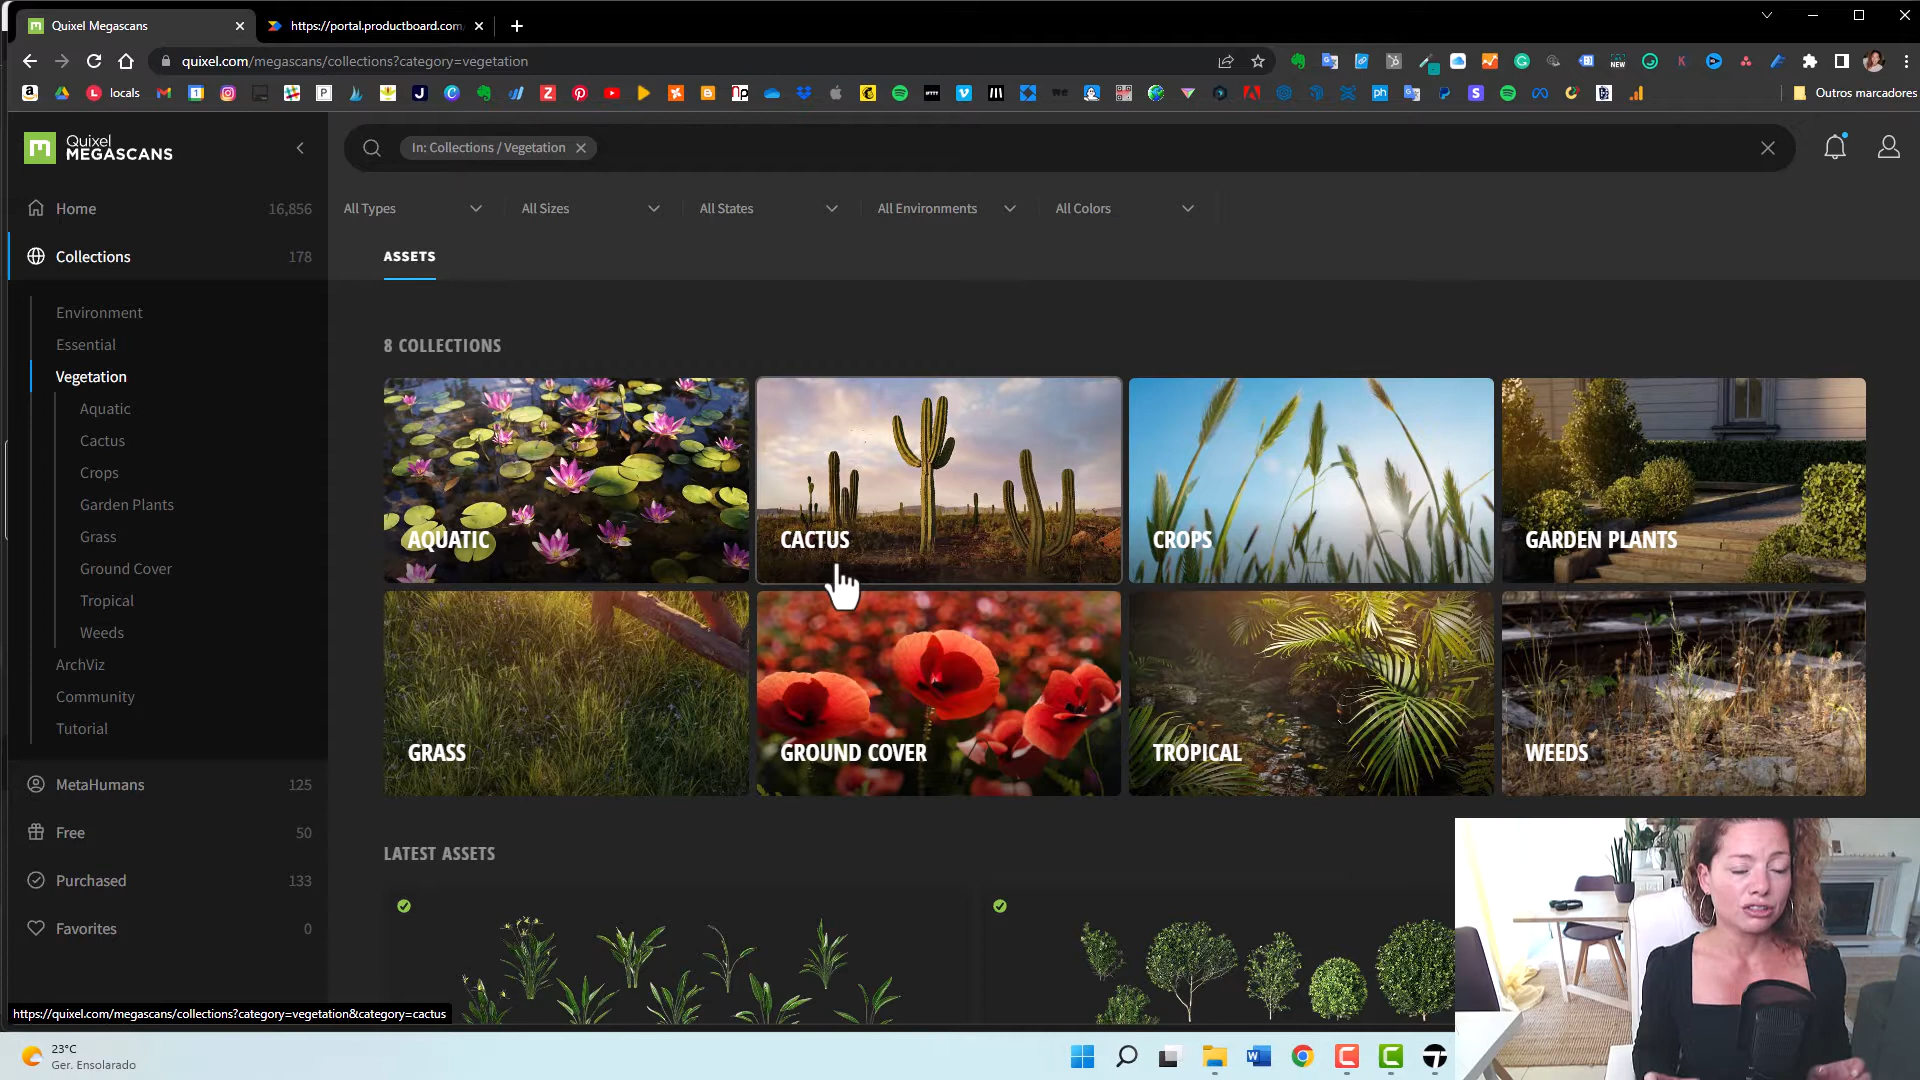 Quixel Megascans
https://portal.productboard.com
quixel.com/megascans/collections?category=vegetation
locals
Outros marcadores
Quixel
MEGASCANS
In: Collections / Vegetation
Home 16,856
All Types
All Sizes
All States
All Environments
All Colors
Collections 178
ASSETS
Environment
Essential
Vegetation
Aquatic
Cactus
Crops
Garden Plants
Grass
Ground Cover
Tropical
Weeds
ArchViz
Community
Tutorial
MetaHumans 125
Free 50
Purchased 133
Favorites 0
8 COLLECTIONS
AQUATIC
CACTUS
CROPS
GARDEN PLANTS
GRASS
GROUND COVER
TROPICAL
WEEDS
LATEST ASSETS
https://quixel.com/megascans/collections?category=vegetation&category=cactus
23°C
Ger. Ensolarado